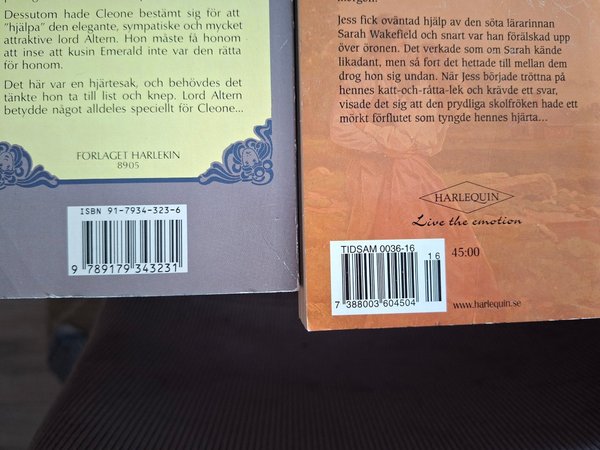 Dessutom hade Cleone bestämt sig för att
"hjälpa" den elegante, sympatiske och mycket
attraktive lord Altern. Hon måste få honom
att inse att kusin Emerald inte var den rätta
för honom.
Det här var en hjärtesak, och behövdes det
tänkte hon ta till list och knep. Lord Altern
betydde något alldeles speciellt för Cleone...
FÖRLAGET HARLEKIN
8905
ISBN 91-7934-323-6
9 789179 343231
Jess fick oväntad hjälp av den söta lärarinnan
Sarah Wakefield och snart var han förälskad upp
över öronen. Det verkade som om Sarah kände
likadant, men så fort det hettade till mellan dem
drog hon sig undan. När Jess började tröttna på
hennes katt-och-råtta-lek och krävde ett svar,
visade det sig att den prydliga skolfröken hade ett
mörkt förflutet som tyngde hennes hjärta...
HARLEQUIN
Live the emotion
TIDSAM 0036-16
16
45:00
7 388003 604504
www.harlequin.se